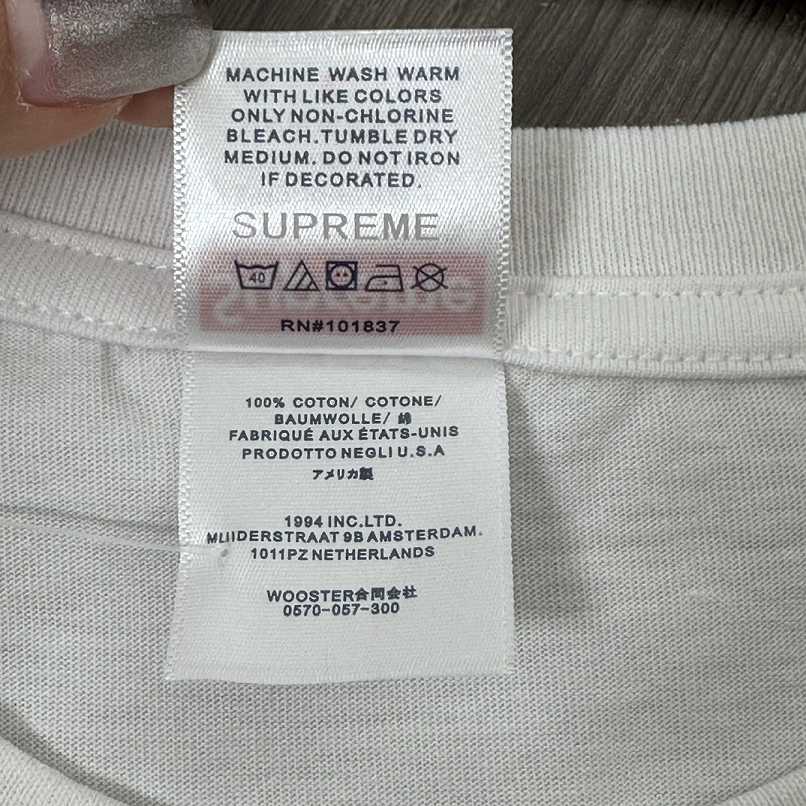 MACHINE WASH WARM
WITH LIKE COLORS
ONLY NON-CHLORINE
BLEACH.TUMBLE DRY
MEDIUM. DO NOT IRON
IF DECORATED.
SUPREME
40
RN#101837
100% COTON/ COTONE/
BAUMWOLLE/ 綿
FABRIQUÉ AUX ÉTATS-UNIS
PRODOTTO NEGLI U.S.A
アメリカ製
1994 INC.LTD.
9B AMSTERDAM.
1011PZ NETHERLANDS
WOOSTER合同会社
0570-057-300